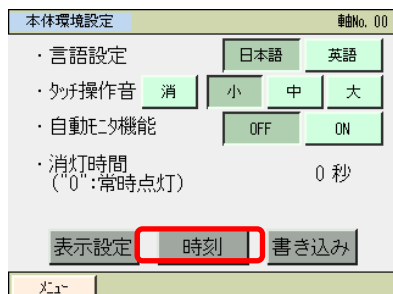 本体環境設定 軸No. 00
・言語設定 日本語 英語
・ﾀｯﾁ操作音 消 小 中 大
・自動ﾓﾆﾀ機能 OFF ON
・消灯時間 0 秒
("0":常時点灯)
表示設定 時刻 書き込み
ﾒﾆｭｰ